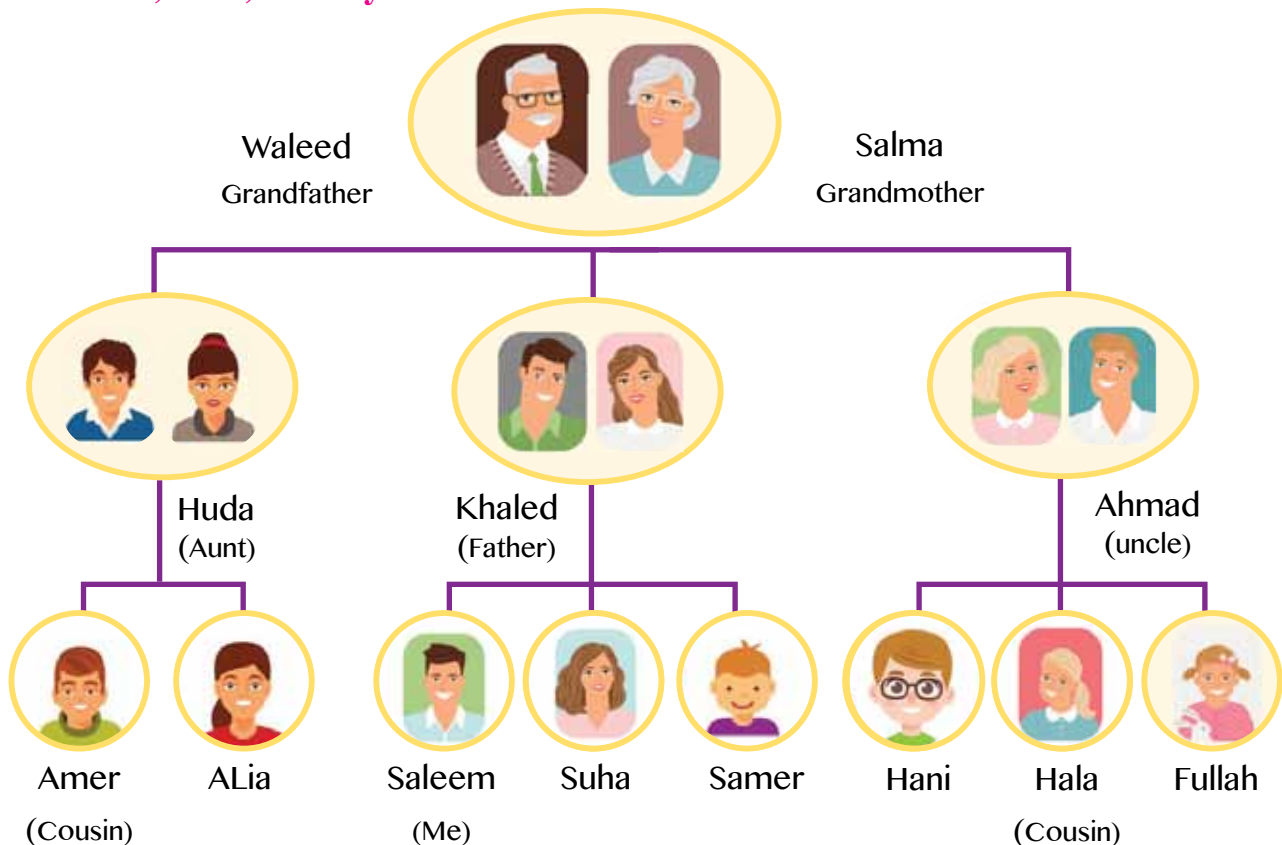 Waleed
Grandfather
Salma
Grandmother
Huda
(Aunt)
Khaled
(Father)
Ahmad
(uncle)
Amer
(Cousin)
ALia
Saleem
(Me)
Suha
Samer
Hani
Hala
(Cousin)
Fullah